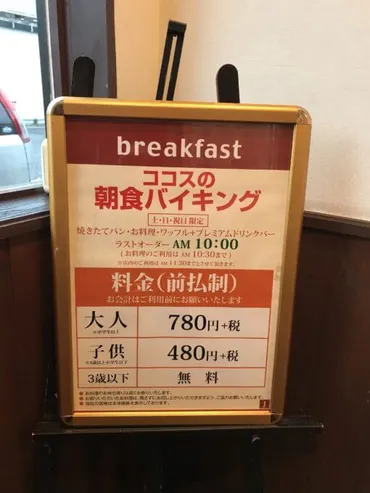 breakfast
ココスの
朝食バイキング
土・日・祝日限定
焼きたてパン・お料理・ワッフル+プレミアムドリンクバー
ラストオーダー AM 10:00
(お料理のご利用は AM 10:30まで)
料金(前払制)
お会計はご利用前にお願いいたします
大人 780円+税
子供 480円+税
3歳以下 無料